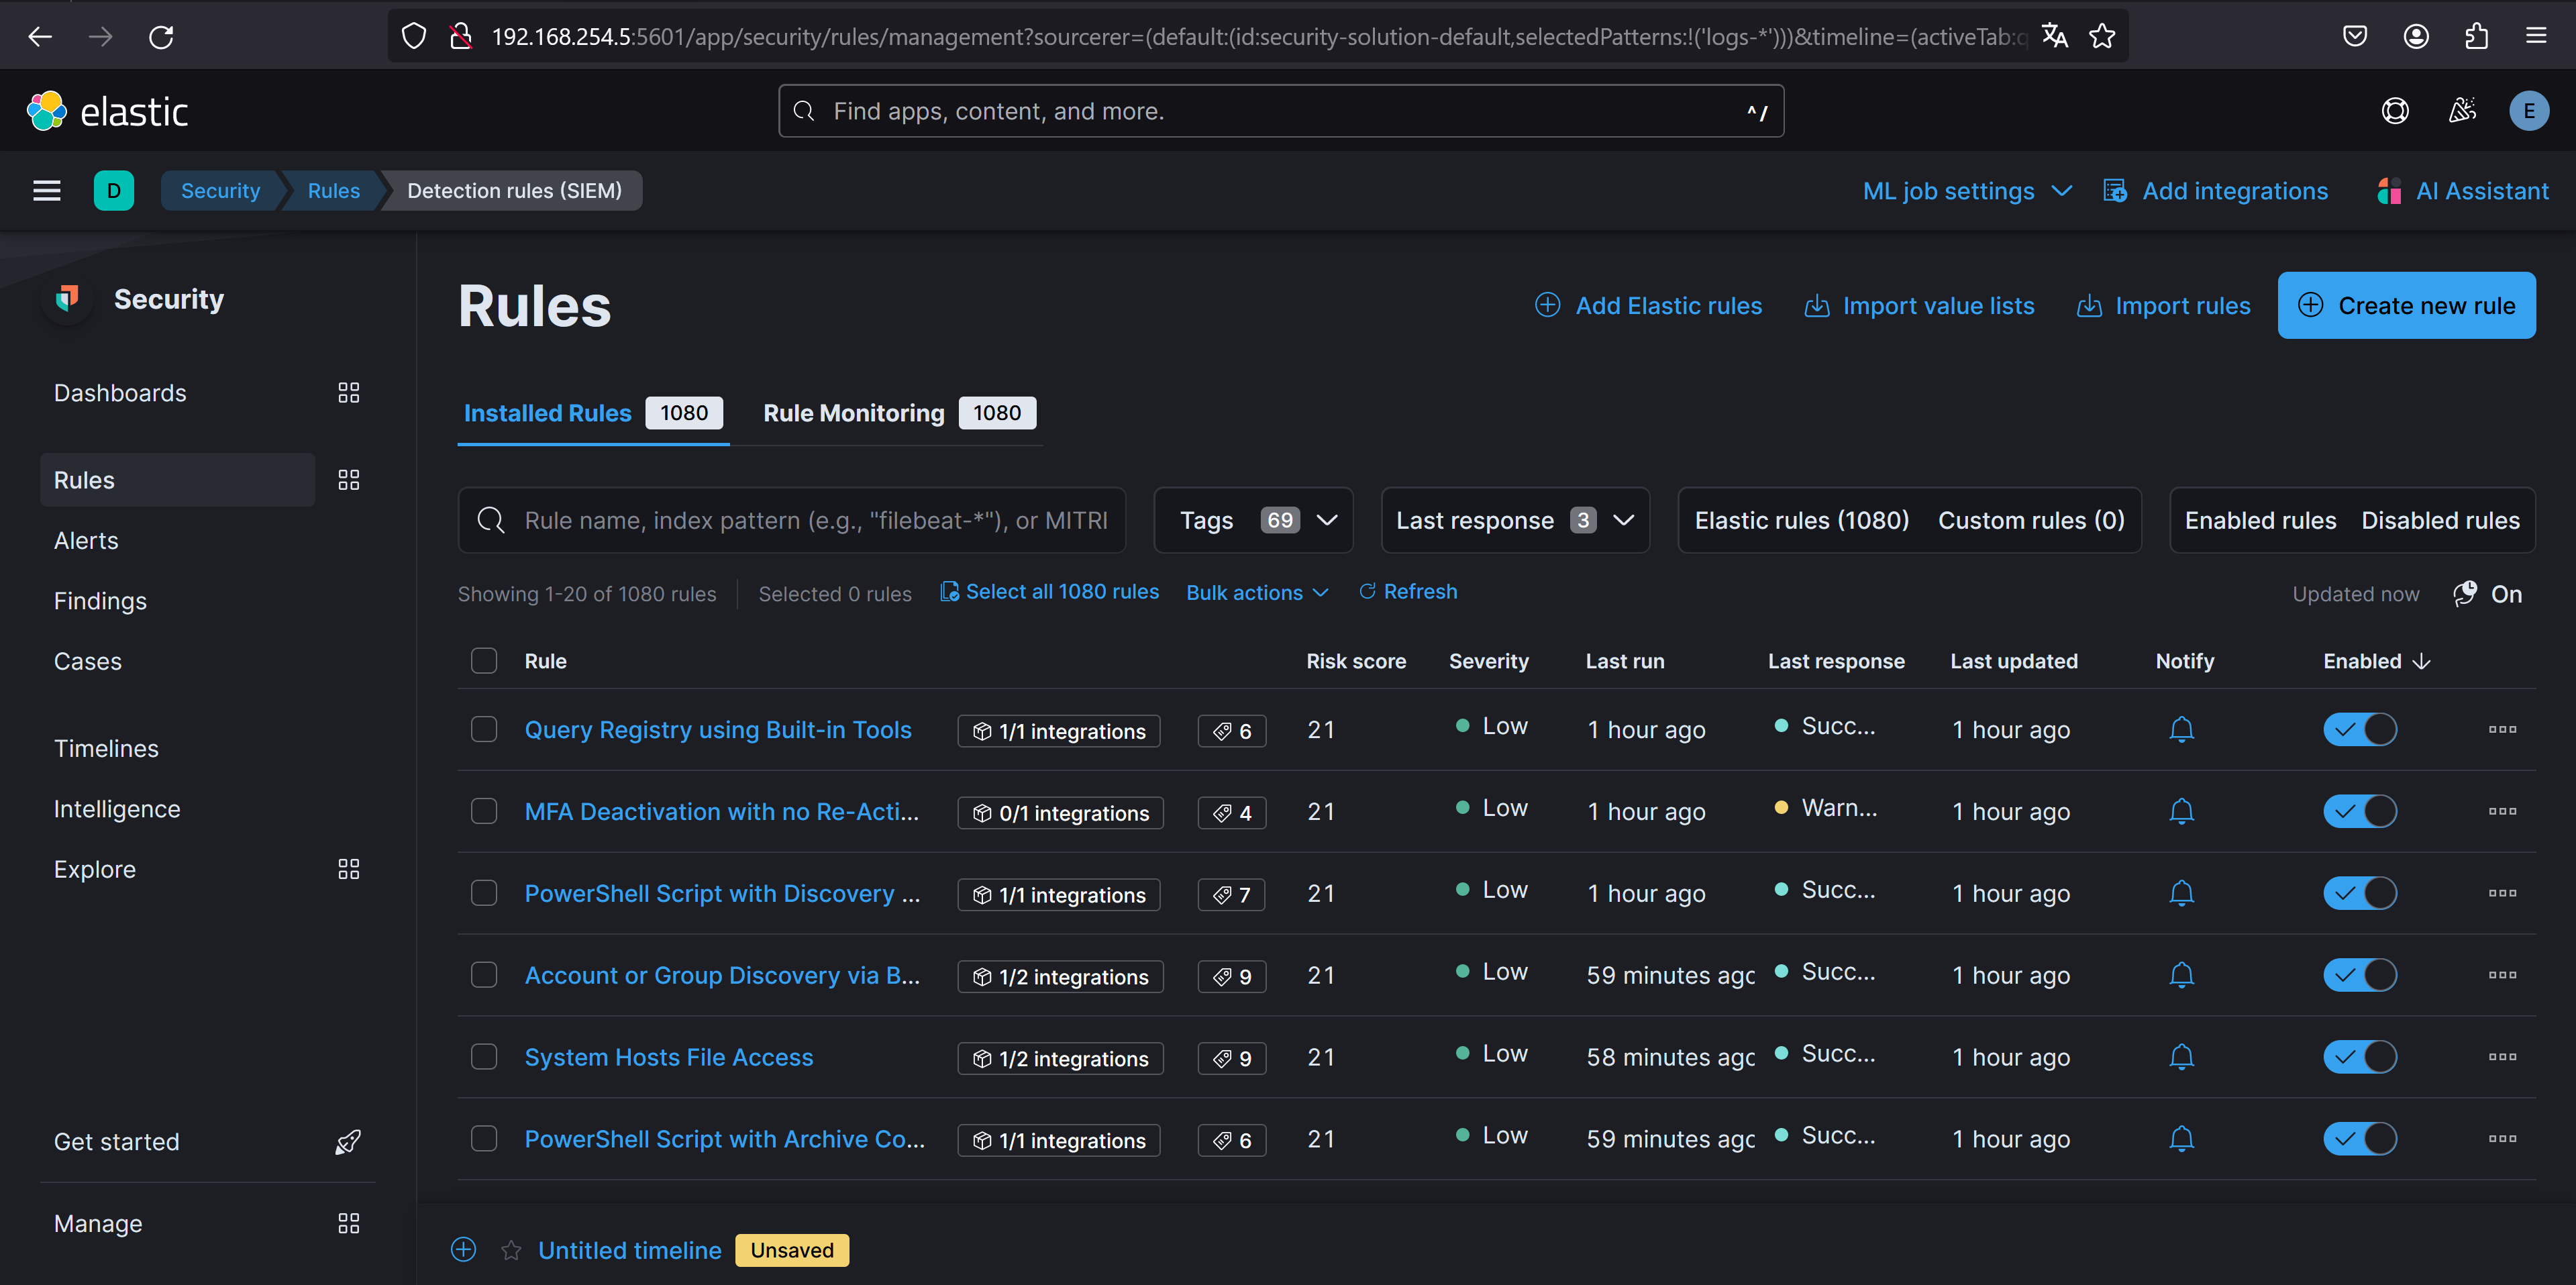 192.168.254.5:5601/app/security/rules/management?sourcerer=(default:(id:security-solution-default,selectedPatterns:!('logs-*')))&timeline=(activeTab:q
elastic
Find apps, content, and more.
^ /
E
D
Security
Rules
Detection rules (SIEM)
ML job settings
Add integrations
AI Assistant
Security
Dashboards
Rules
Alerts
Findings
Cases
Timelines
Intelligence
Explore
Get started
Manage
Rules
Add Elastic rules
Import value lists
Import rules
Create new rule
Installed Rules 1080
Rule Monitoring 1080
Rule name, index pattern (e.g., "filebeat-*"), or MITRI
Tags 69
Last response 3
Elastic rules (1080)
Custom rules (0)
Enabled rules
Disabled rules
Showing 1-20 of 1080 rules
Selected 0 rules
Select all 1080 rules
Bulk actions
Refresh
Updated now
On
Rule Risk score Severity Last run Last response Last updated Notify Enabled
Query Registry using Built-in Tools 1/1 integrations 6 21 Low 1 hour ago Succ... 1 hour ago
MFA Deactivation with no Re-Acti... 0/1 integrations 4 21 Low 1 hour ago Warn... 1 hour ago
PowerShell Script with Discovery ... 1/1 integrations 7 21 Low 1 hour ago Succ... 1 hour ago
Account or Group Discovery via B... 1/2 integrations 9 21 Low 59 minutes ago Succ... 1 hour ago
System Hosts File Access 1/2 integrations 9 21 Low 58 minutes ago Succ... 1 hour ago
PowerShell Script with Archive Co... 1/1 integrations 6 21 Low 59 minutes ago Succ... 1 hour ago
Untitled timeline
Unsaved